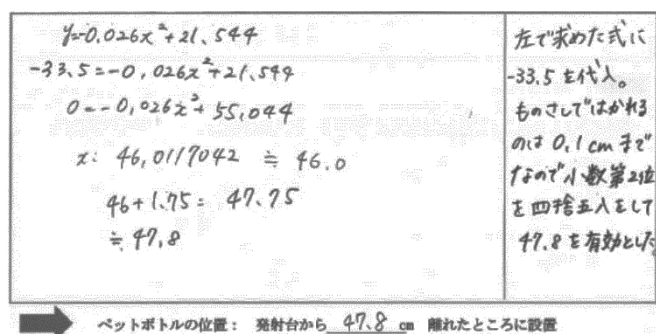 y=-0.026x²+21.544
-33.5=-0.026x²+21.544
0=-0.026x²+55.044
x: 46.0117042 ≒ 46.0
46+1.75= 47.75
≒ 47.8
左で求めた式に
-33.5を代入。
ものさしではかれる
のは0.1cmまで
なので小数第2位
を四捨五入をして
47.8を有効とした。
ペットボトルの位置： 発射台から 47.8 cm 離れたところに設置